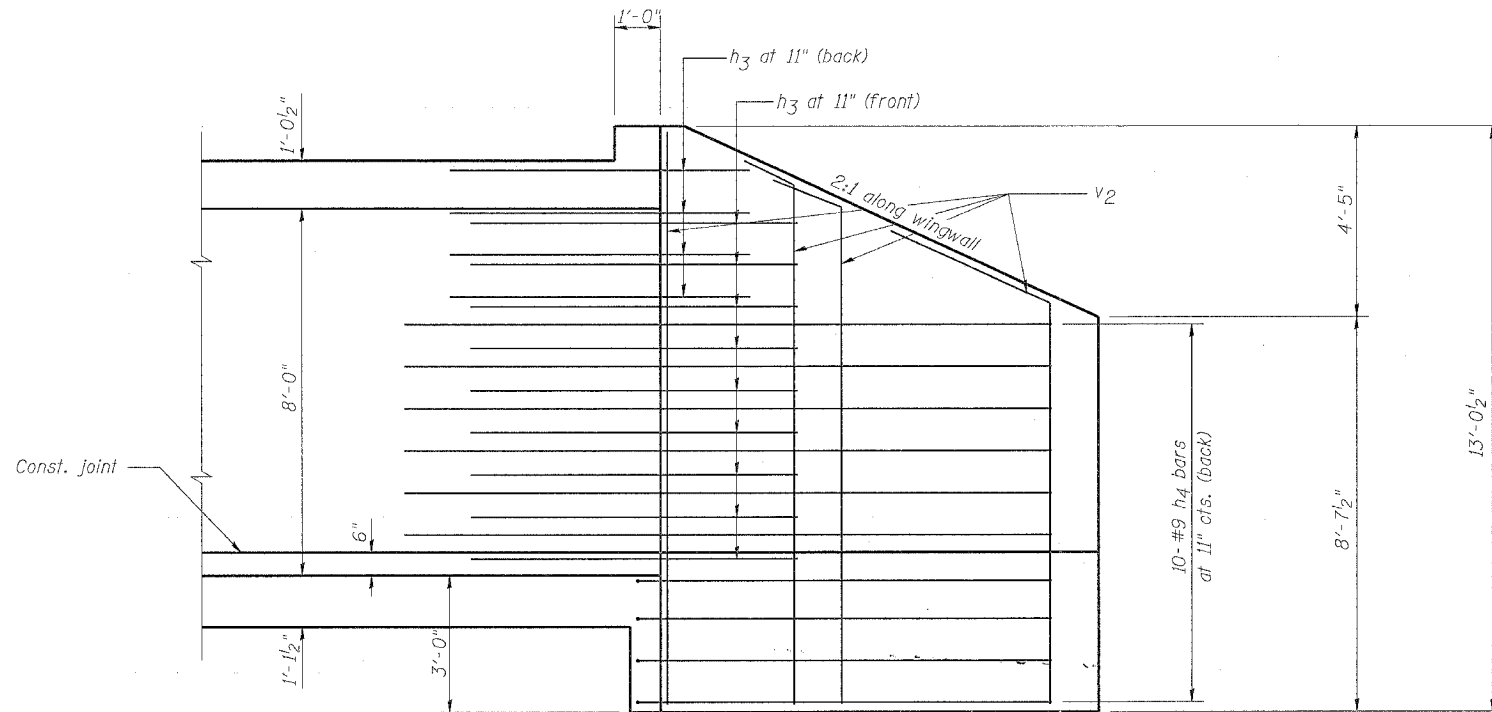 1'-0"
h3 at 11" (back)
h3 at 11" (front)
1'-0½"
2:1 along wingwall
v2
4'-5"
8'-0"
13'-0½"
Const. joint
6"
10-#9 h4 bars
at 11" cts. (back)
8'-7½"
1'-1½"
3'-0"